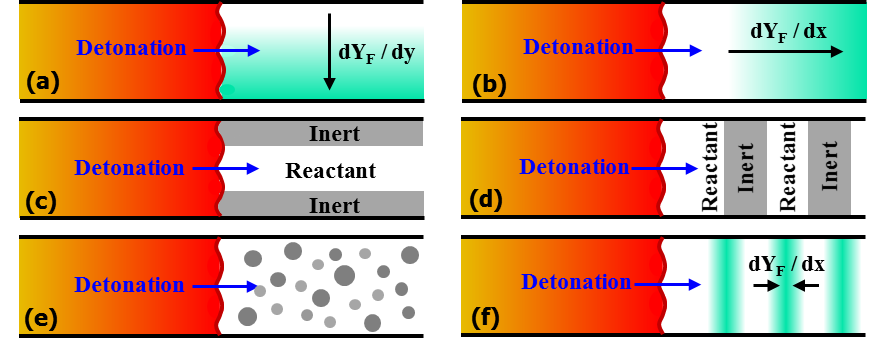 Detonation
dY_F / dy
(a)
Detonation
dY_F / dx
(b)
Inert
Detonation
Reactant
Inert
(c)
Detonation
Reactant
Inert
Reactant
Inert
(d)
Detonation
(e)
Detonation
dY_F / dx
(f)